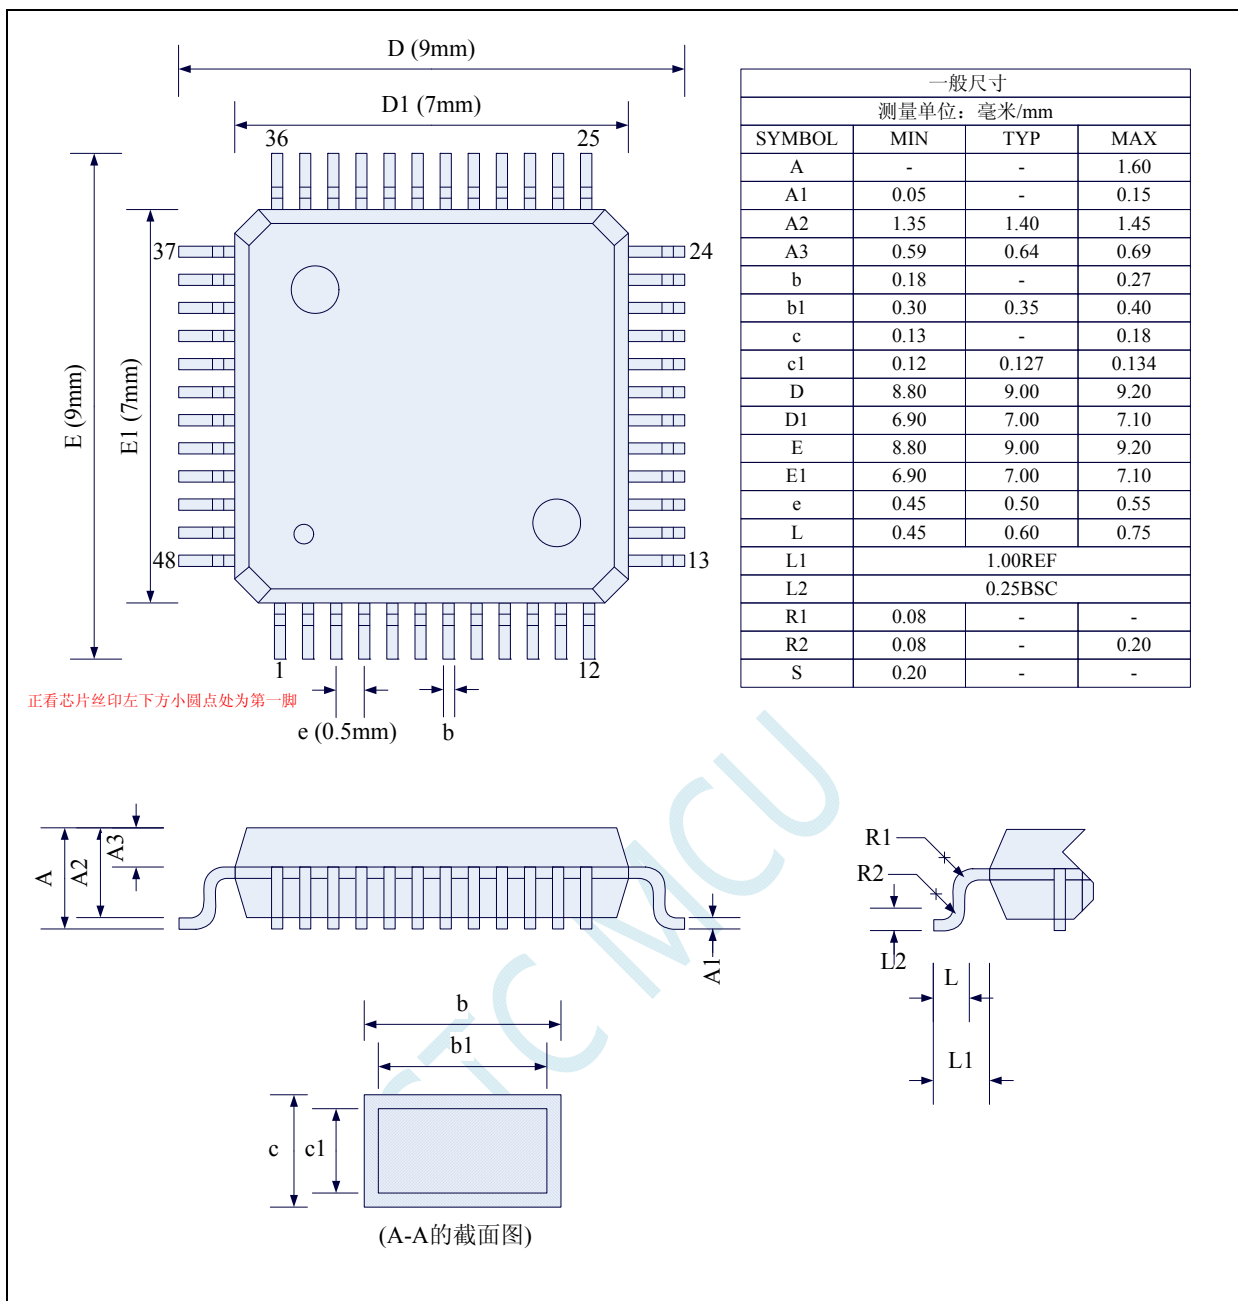 D (9mm)
D1 (7mm)
36 25
37 24
E (9mm)
E1 (7mm)
48 13
1 12
正看芯片丝印左下方小圆点处为第一脚
e (0.5mm) b
一般尺寸
测量单位：毫米/mm
SYMBOL MIN TYP MAX
A - - 1.60
A1 0.05 - 0.15
A2 1.35 1.40 1.45
A3 0.59 0.64 0.69
b 0.18 - 0.27
b1 0.30 0.35 0.40
c 0.13 - 0.18
c1 0.12 0.127 0.134
D 8.80 9.00 9.20
D1 6.90 7.00 7.10
E 8.80 9.00 9.20
E1 6.90 7.00 7.10
e 0.45 0.50 0.55
L 0.45 0.60 0.75
L1 1.00REF
L2 0.25BSC
R1 0.08 - -
R2 0.08 - 0.20
S 0.20 - -
A A2 A3
A1
R1
R2
L2
L
L1
b
b1
c c1
(A-A的截面图)
STC MCU